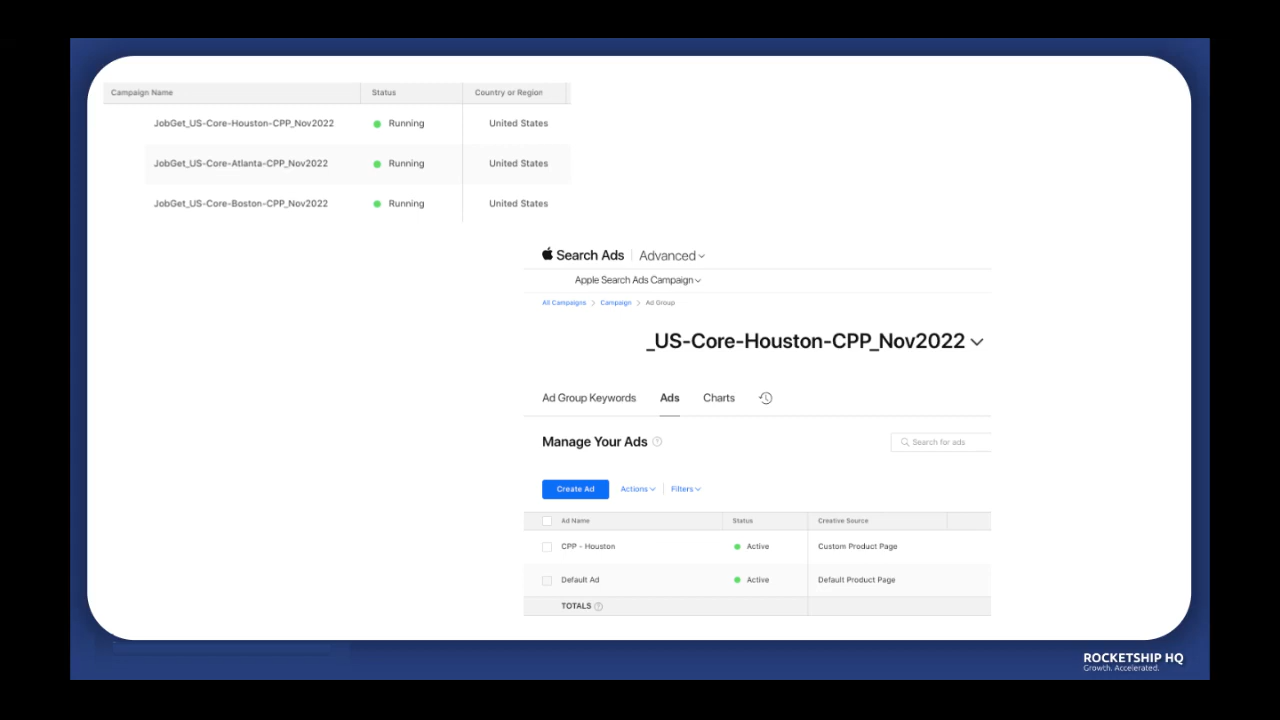 Campaign Name Status Country or Region
JobGet_US-Core-Houston-CPP_Nov2022 Running United States
JobGet_US-Core-Atlanta-CPP_Nov2022 Running United States
JobGet_US-Core-Boston-CPP_Nov2022 Running United States
Search Ads Advanced
Apple Search Ads Campaign
All Campaigns > Campaign > Ad Group
_US-Core-Houston-CPP_Nov2022
Ad Group Keywords Ads Charts
Manage Your Ads ? Search for ads
Create Ad Actions Filters
Ad Name Status Creative Source
CPP - Houston Active Custom Product Page
Default Ad Active Default Product Page
TOTALS ?
ROCKETSHIP HQ
Growth. Accelerated.